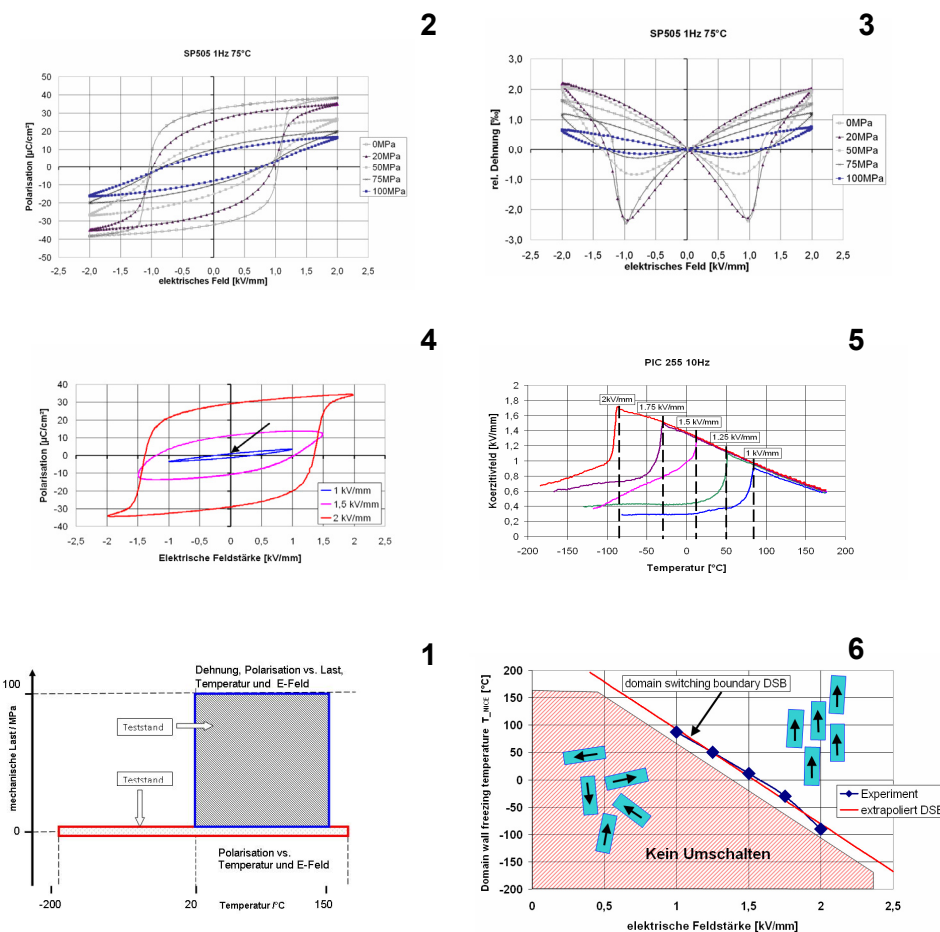 2
SP505 1Hz 75°C
Polarisation [µC/cm²]
50
40
30
20
10
0
-10
-20
-30
-40
-50
-2,5 -2,0 -1,5 -1,0 -0,5 0,0 0,5 1,0 1,5 2,0 2,5
elektrisches Feld [kV/mm]
0MPa
20MPa
50MPa
75MPa
100MPa
3
SP505 1Hz 75°C
rel. Dehnung [‰]
3,0
2,0
1,0
0,0
-1,0
-2,0
-3,0
-2,5 -2,0 -1,5 -1,0 -0,5 0,0 0,5 1,0 1,5 2,0 2,5
elektrisches Feld [kV/mm]
0MPa
20MPa
50MPa
75MPa
100MPa
4
Polarisation [µC/cm²]
40
30
20
10
0
-10
-20
-30
-40
-2,5 -2 -1,5 -1 -0,5 0 0,5 1 1,5 2 2,5
Elektrische Feldstärke [kV/mm]
1 kV/mm
1,5 kV/mm
2 kV/mm
5
PIC 255 10Hz
Koerzitivfeld [kV/mm]
2
1,8
1,6
1,4
1,2
1
0,8
0,6
0,4
0,2
0
2kV/mm
1.75 kV/mm
1.5 kV/mm
1.25 kV/mm
1 kV/mm
-200 -150 -100 -50 0 50 100 150 200
Temperatur [°C]
1
mechanische Last / MPa
100
0
Dehnung, Polarisation vs. Last,
Temperatur und E-Feld
Teststand
Teststand
Polarisation vs.
Temperatur und E-Feld
-200 20 Temperatur /°C 150
6
Domain wall freezing temperature T_NICE [°C]
200
150
100
50
0
-50
-100
-150
-200
domain switching boundary DSB
Kein Umschalten
Experiment
extrapoliert DSB
0 0,5 1 1,5 2 2,5
elektrische Feldstärke [kV/mm]